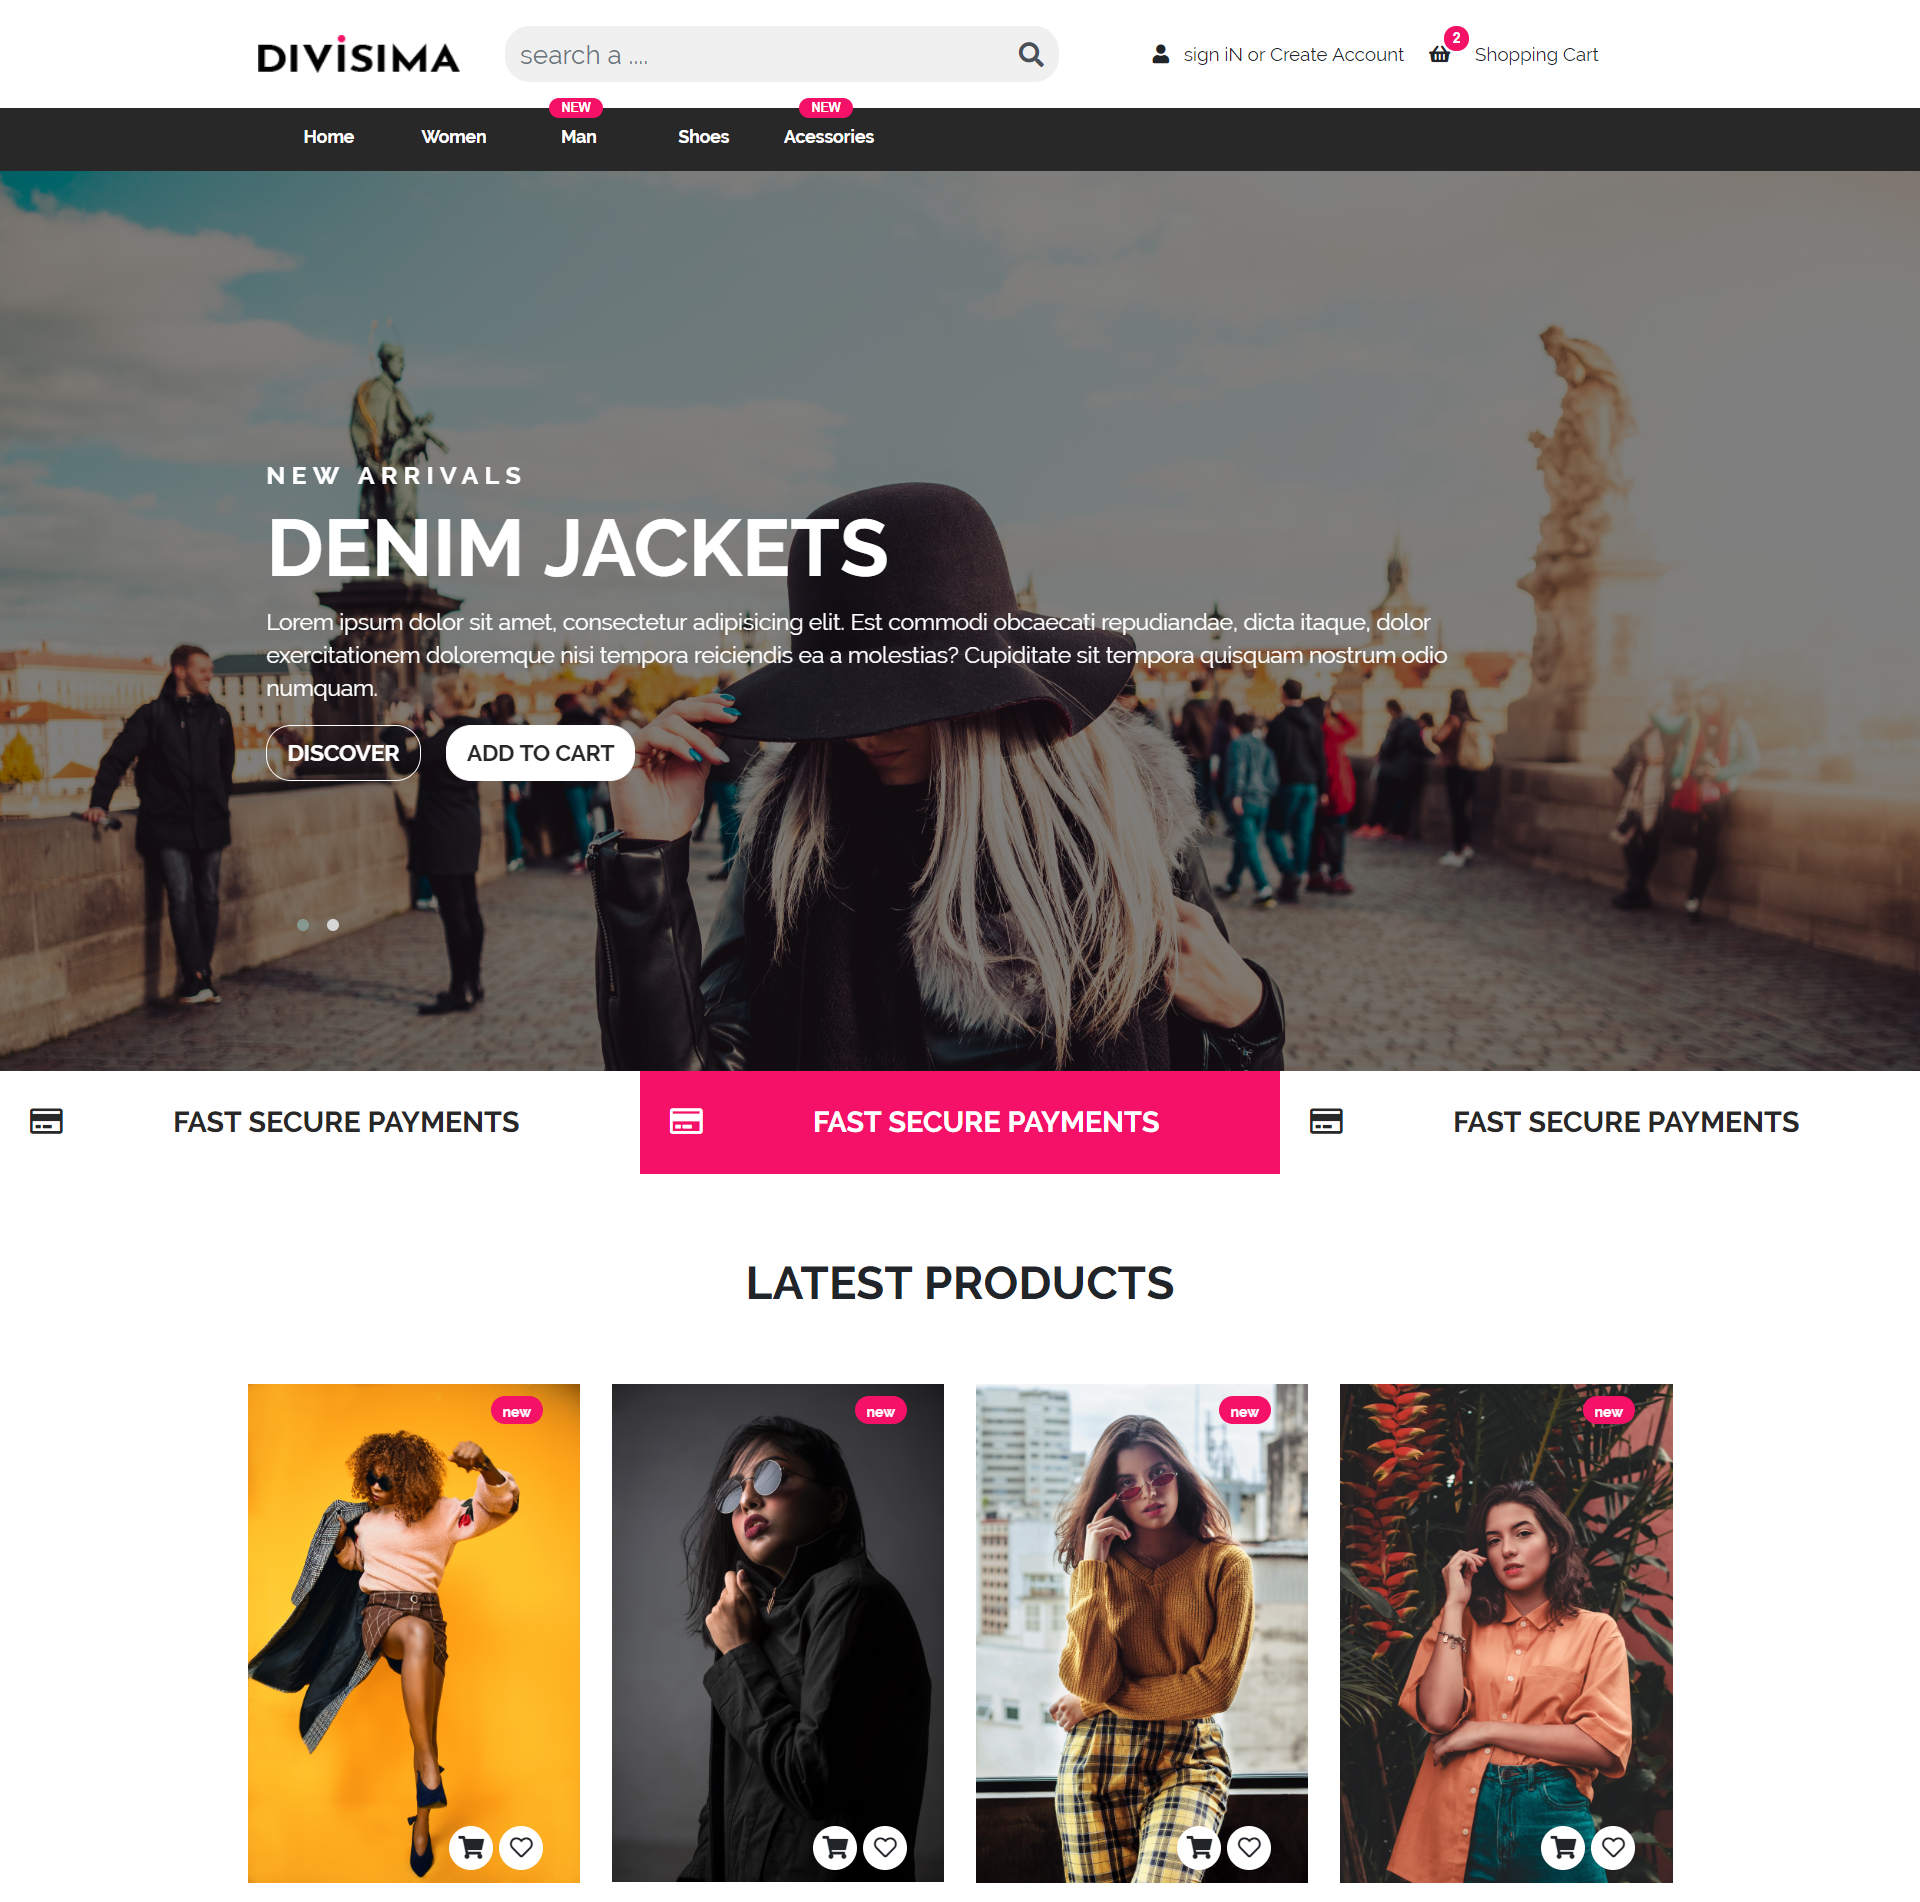 DIVISIMA
search a ....
sign iN or Create Account
2
Shopping Cart
NEW
NEW
Home
Women
Man
Shoes
Acessories
NEW ARRIVALS
DENIM JACKETS
Lorem ipsum dolor sit amet, consectetur adipisicing elit. Est commodi obcaecati repudiandae, dicta itaque, dolor
exercitationem doloremque nisi tempora reiciendis ea a molestias? Cupiditate sit tempora quisquam nostrum odio
numquam.
DISCOVER
ADD TO CART
FAST SECURE PAYMENTS
FAST SECURE PAYMENTS
FAST SECURE PAYMENTS
LATEST PRODUCTS
new
new
new
new